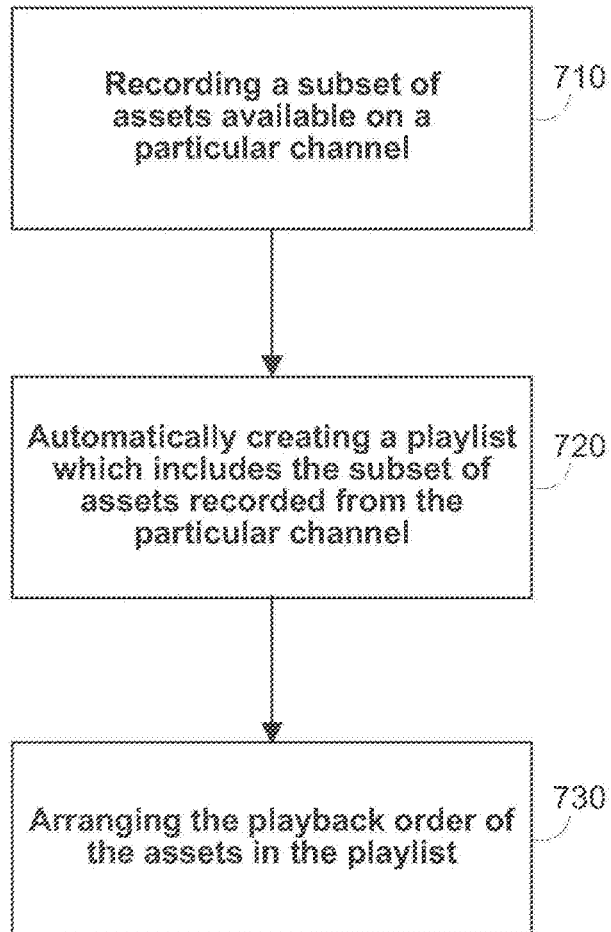 Recording a subset of
assets available on a
particular channel
710
Automatically creating a playlist
which includes the subset of
assets recorded from the
particular channel
720
Arranging the playback order of
the assets in the playlist
730